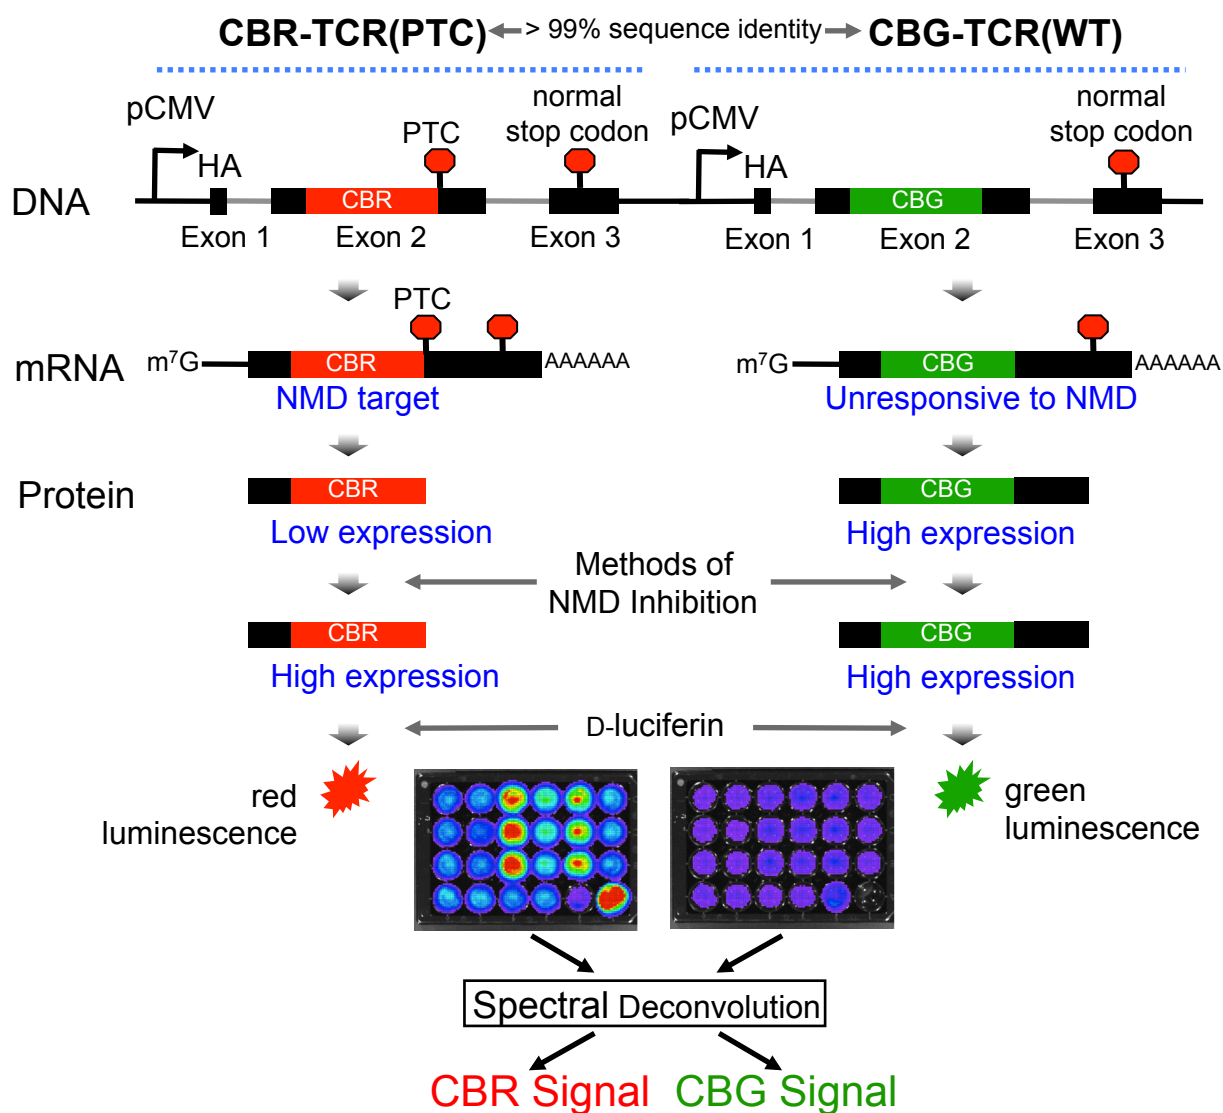 CBR-TCR(PTC) > 99% sequence identity CBG-TCR(WT)
pCMV
HA
PTC
normal
stop codon
pCMV
HA
normal
stop codon
DNA
CBR
CBG
Exon 1 Exon 2 Exon 3 Exon 1 Exon 2 Exon 3
PTC
mRNA
m⁷G CBR AAAAAA
m⁷G CBG AAAAAA
NMD target
Unresponsive to NMD
Protein
CBR
CBG
Low expression
High expression
Methods of
NMD Inhibition
CBR
CBG
High expression
High expression
D-luciferin
red
luminescence
green
luminescence
Spectral Deconvolution
CBR Signal CBG Signal